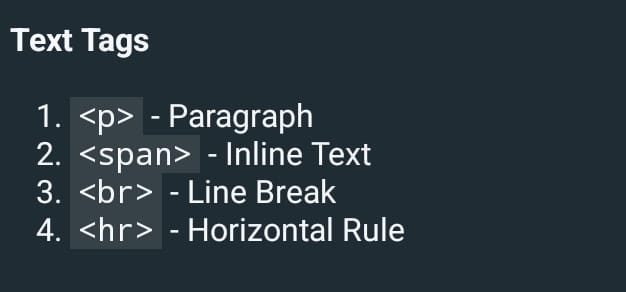 Text Tags
1. <p> - Paragraph
2. <span> - Inline Text
3. <br> - Line Break
4. <hr> - Horizontal Rule